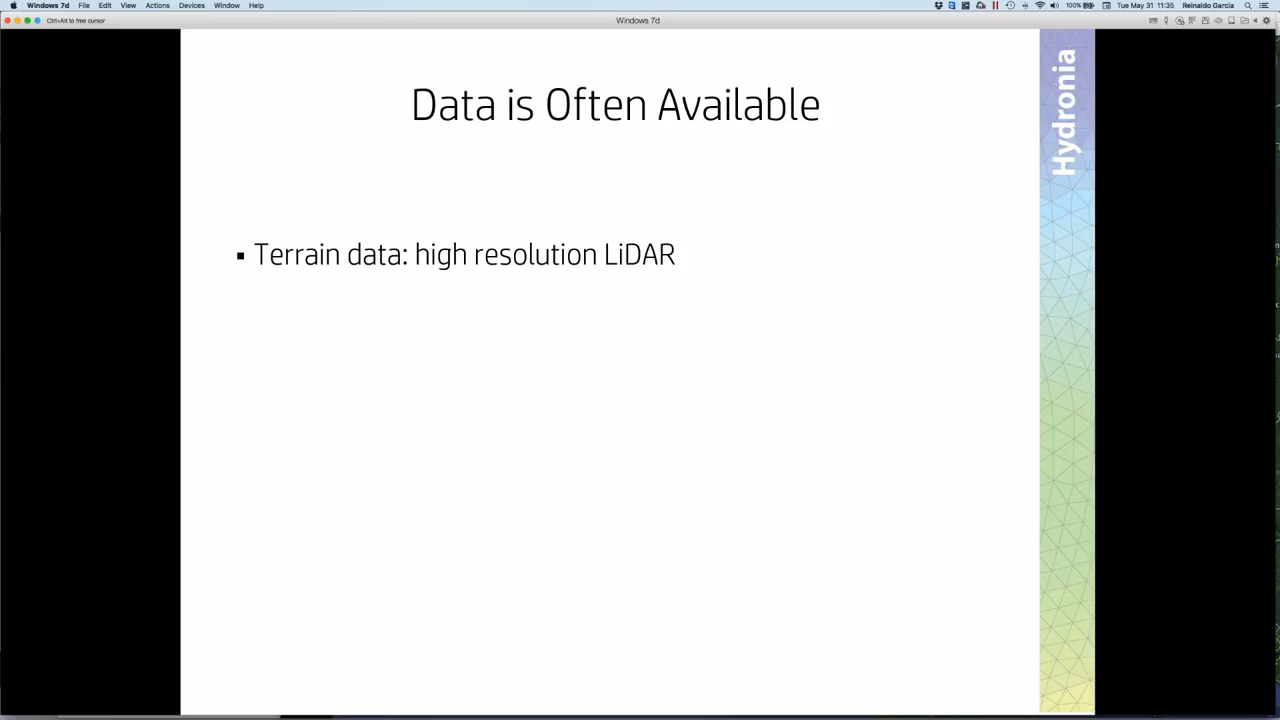 Windows 7d File Edit View Actions Devices Window Help 100% Tue May 31 11:35 Reinaldo Garcia
Ctrl+Alt to free cursor Windows 7d
Data is Often Available
Hydronia
▪ Terrain data: high resolution LiDAR